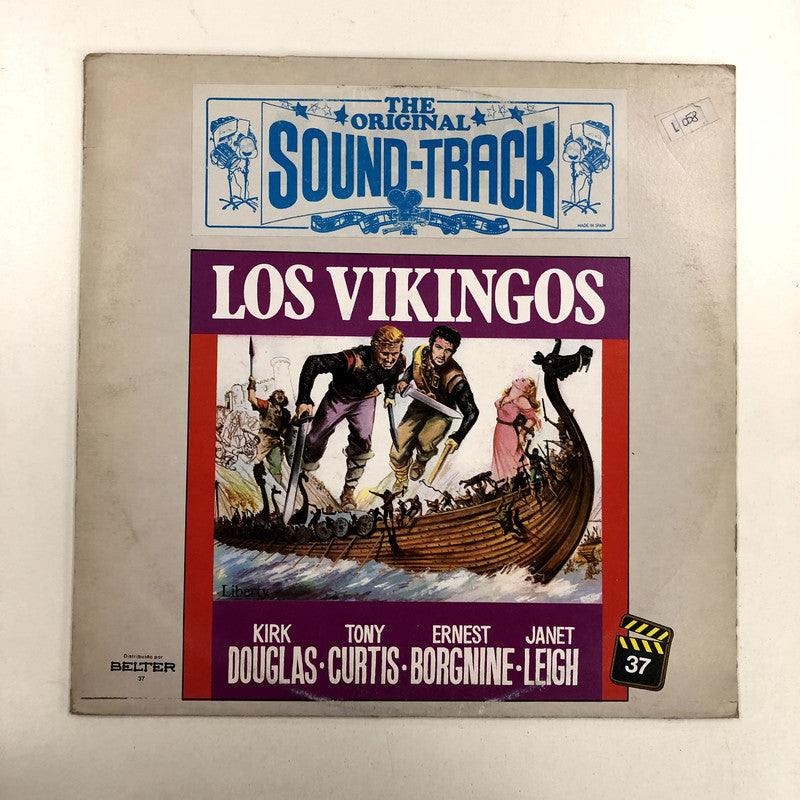 THE
ORIGINAL
SOUND-TRACK
MADE IN SPAIN
L 058
LOS VIKINGOS
Liberty
KIRK TONY ERNEST JANET
DOUGLAS · CURTIS · BORGNINE · LEIGH
37
Distribuido por
BELTER
37